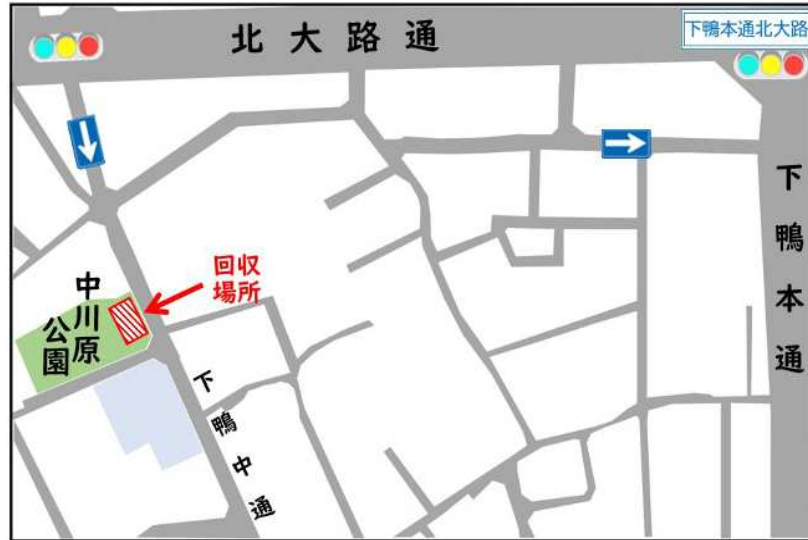 北大路通
下鴨本通北大路
下鴨本通
回収
場所
中川原
公園
下鴨中通